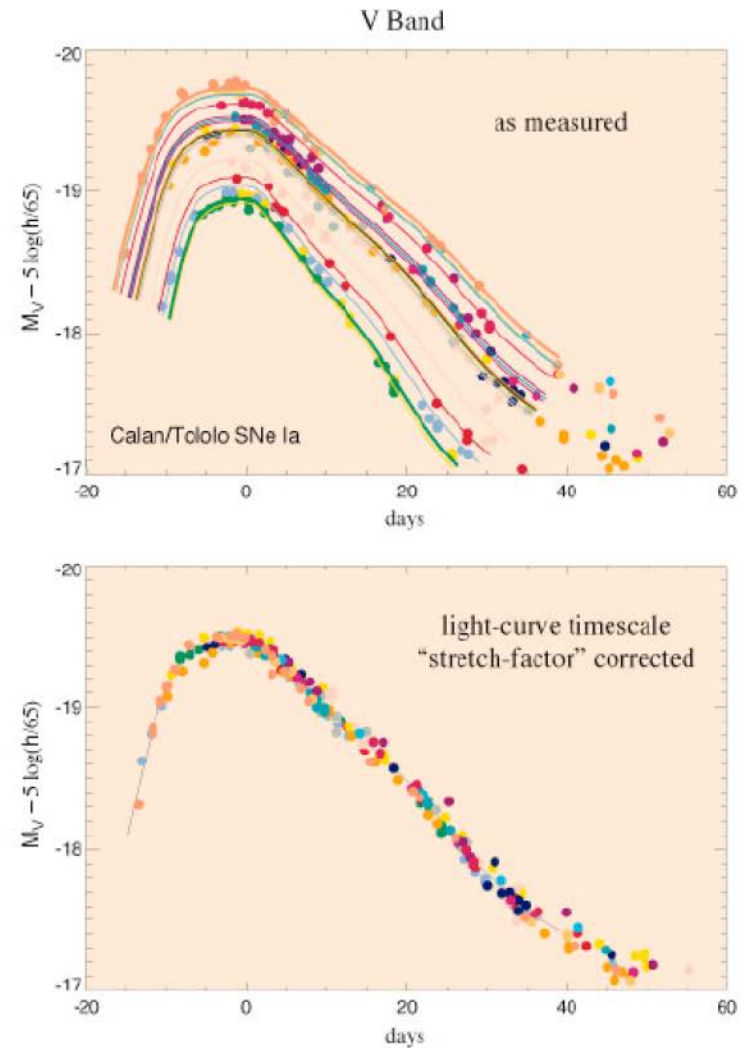 V Band
-20
-19
-18
-17
M_V – 5 log(h/65)
as measured
Calan/Tololo SNe Ia
-20 0 20 40 60
days
-20
-19
-18
-17
M_V – 5 log(h/65)
light-curve timescale
“stretch-factor” corrected
-20 0 20 40 60
days